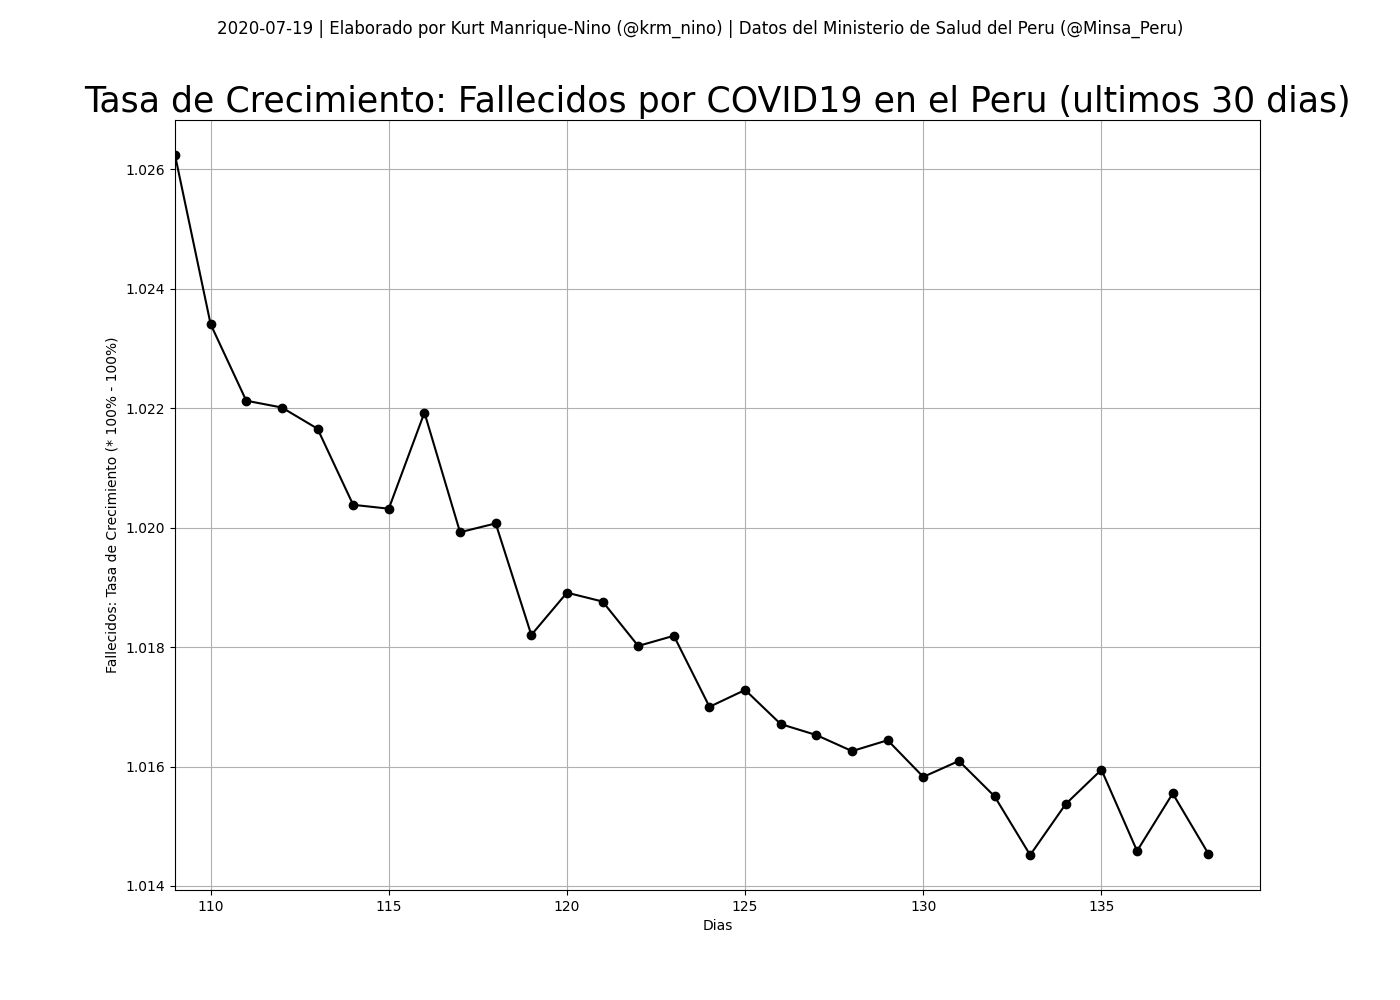 2020-07-19 | Elaborado por Kurt Manrique-Nino (@krm_nino) | Datos del Ministerio de Salud del Peru (@Minsa_Peru)
Tasa de Crecimiento: Fallecidos por COVID19 en el Peru (ultimos 30 dias)
Fallecidos: Tasa de Crecimiento (* 100% - 100%)
1.026
1.024
1.022
1.020
1.018
1.016
1.014
110 115 120 125 130 135
Dias